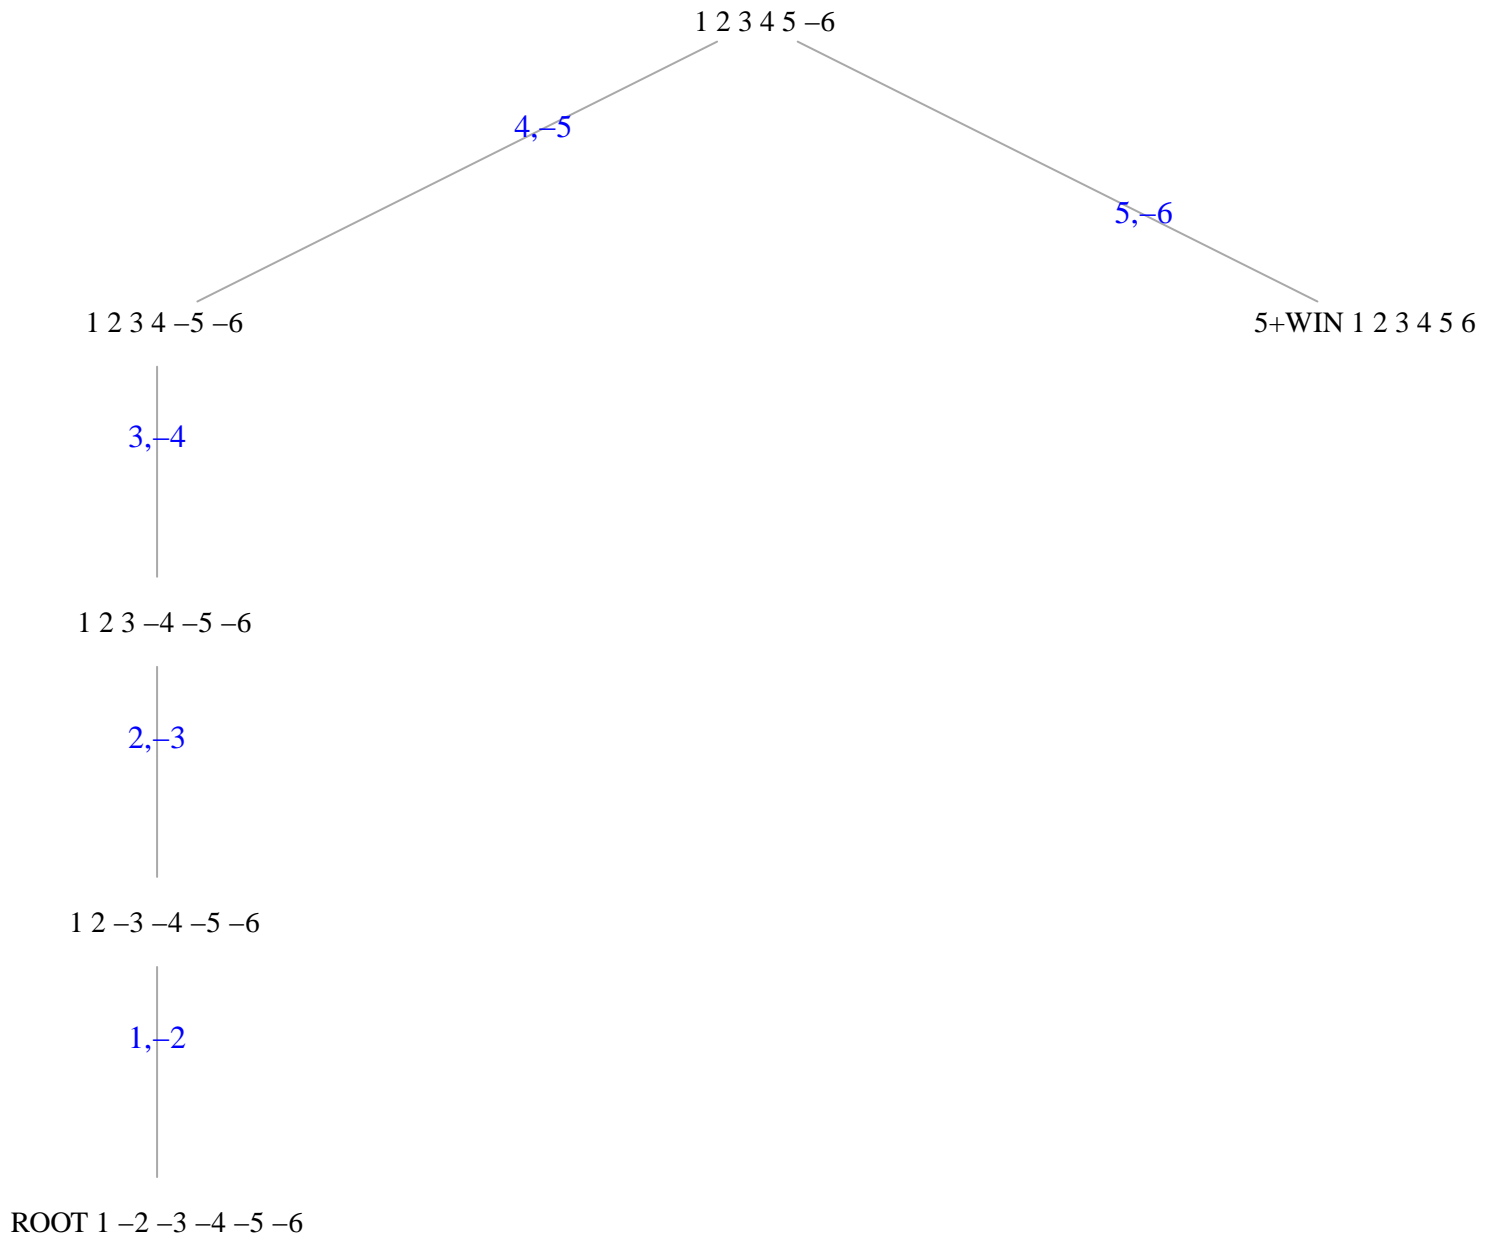 1 2 3 4 5 –6
4,–5
5,–6
1 2 3 4 –5 –6
5+WIN 1 2 3 4 5 6
3,–4
1 2 3 –4 –5 –6
2,–3
1 2 –3 –4 –5 –6
1,–2
ROOT 1 –2 –3 –4 –5 –6